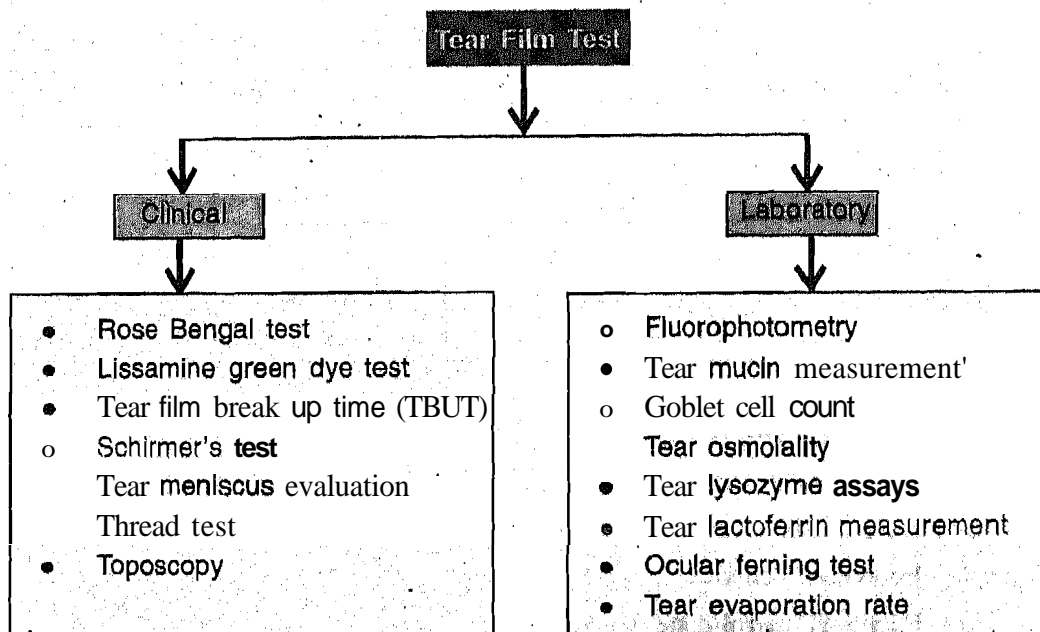 Tear Film Test
Clinical
Laboratory
• Rose Bengal test
• Lissamine green dye test
• Tear film break up time (TBUT)
o Schirmer's test
Tear meniscus evaluation
Thread test
• Toposcopy
o Fluorophotometry
• Tear mucin measurement'
o Goblet cell count
Tear osmolality
• Tear lysozyme assays
• Tear lactoferrin measurement
• Ocular ferning test
• Tear evaporation rate